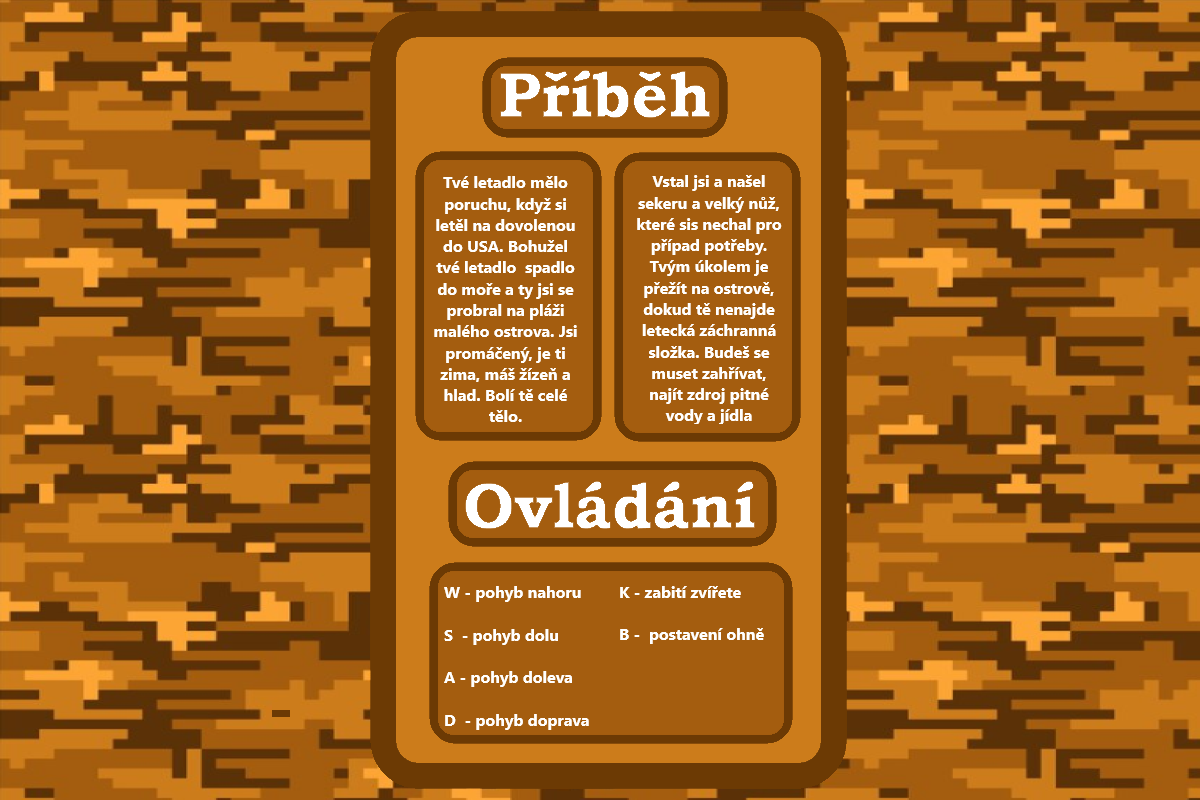 Příběh
Tvé letadlo mělo
poruchu, když si
letěl na dovolenou
do USA. Bohužel
tvé letadlo  spadlo
do moře a ty jsi se
probral na pláži
malého ostrova. Jsi
promáčený, je ti
zima, máš žízeň a
hlad. Bolí tě celé
tělo.
Vstal jsi a našel
sekeru a velký nůž,
které sis nechal pro
případ potřeby.
Tvým úkolem je
přežít na ostrově,
dokud tě nenajde
letecká záchranná
složka. Budeš se
muset zahřívat,
najít zdroj pitné
vody a jídla
Ovládání
W - pohyb nahoru
S  - pohyb dolu
A - pohyb doleva
D  - pohyb doprava
K - zabití zvířete
B -  postavení ohně